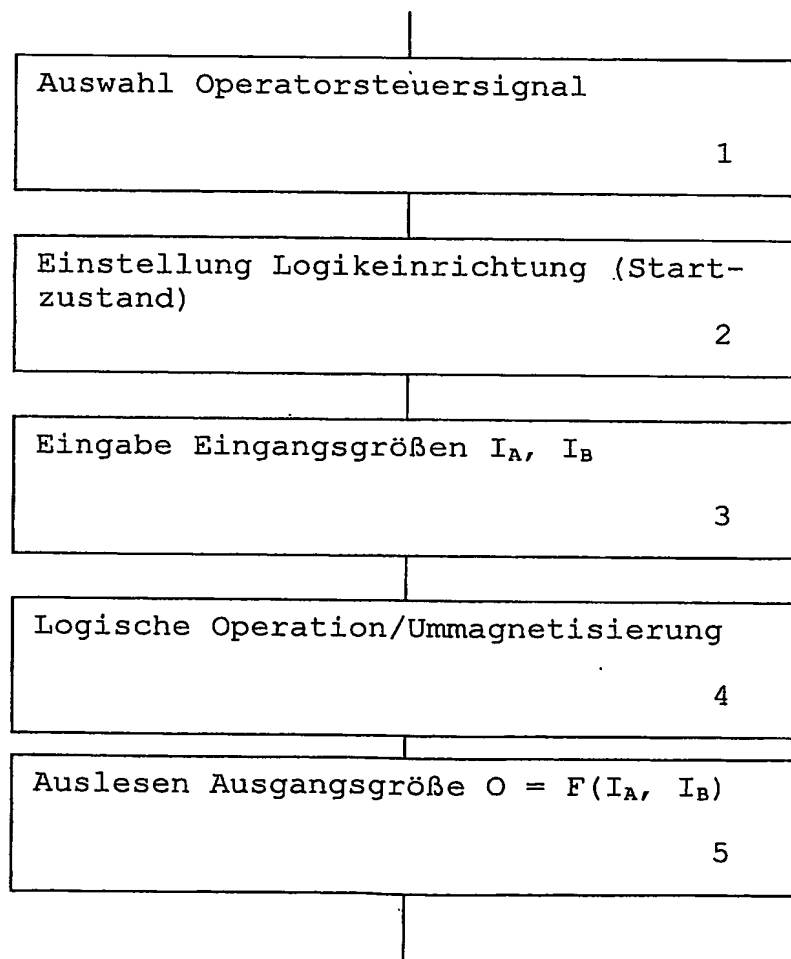 Auswahl Operatorsteuersignal
1
Einstellung Logikeinrichtung (Start-
zustand)
2
Eingabe Eingangsgrößen I_A, I_B
3
Logische Operation/Ummagnetisierung
4
Auslesen Ausgangsgröße O = F(I_A, I_B)
5